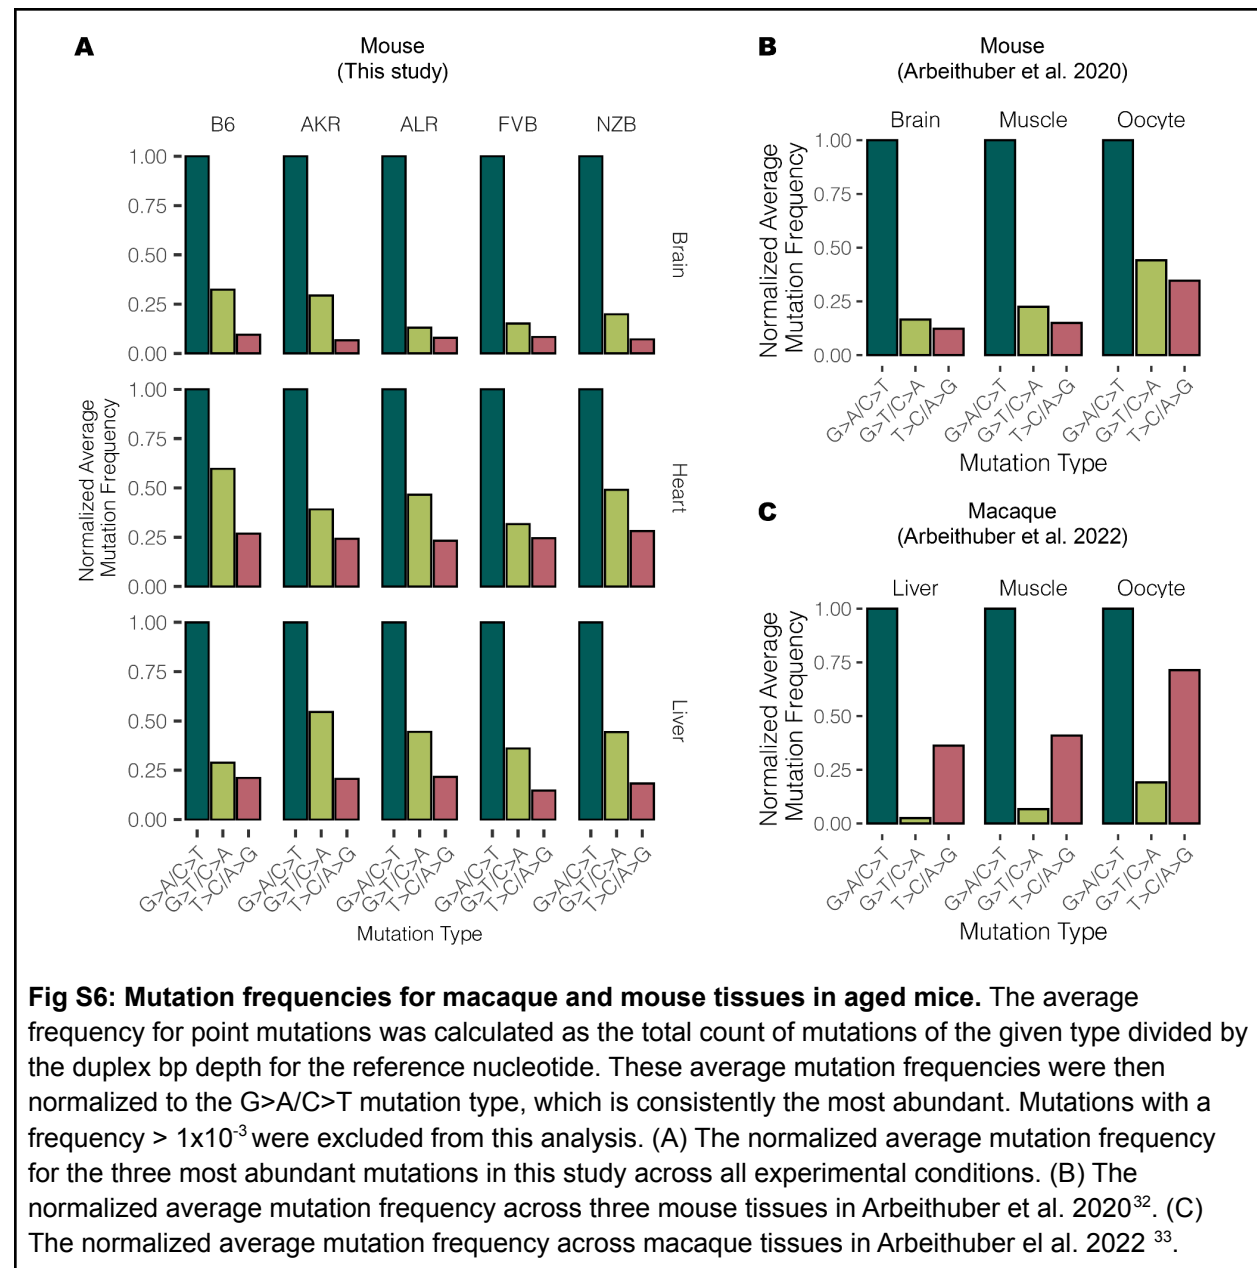 A
Mouse
(This study)
B6 AKR ALR FVB NZB
1.00
0.75
0.50
0.25
0.00
Brain
1.00
0.75
0.50
0.25
0.00
Heart
Normalized Average
Mutation Frequency
1.00
0.75
0.50
0.25
0.00
Liver
G>A/C>T G>T/C>A T>C/A>G G>A/C>T G>T/C>A T>C/A>G G>A/C>T G>T/C>A T>C/A>G G>A/C>T G>T/C>A T>C/A>G G>A/C>T G>T/C>A T>C/A>G
Mutation Type
B
Mouse
(Arbeithuber et al. 2020)
Brain Muscle Oocyte
Normalized Average
Mutation Frequency
1.00
0.75
0.50
0.25
0.00
G>A/C>T G>T/C>A T>C/A>G G>A/C>T G>T/C>A T>C/A>G G>A/C>T G>T/C>A T>C/A>G
Mutation Type
C
Macaque
(Arbeithuber et al. 2022)
Liver Muscle Oocyte
Normalized Average
Mutation Frequency
1.00
0.75
0.50
0.25
0.00
G>A/C>T G>T/C>A T>C/A>G G>A/C>T G>T/C>A T>C/A>G G>A/C>T G>T/C>A T>C/A>G
Mutation Type
Fig S6: Mutation frequencies for macaque and mouse tissues in aged mice. The average
frequency for point mutations was calculated as the total count of mutations of the given type divided by
the duplex bp depth for the reference nucleotide. These average mutation frequencies were then
normalized to the G>A/C>T mutation type, which is consistently the most abundant. Mutations with a
frequency > 1x10⁻³ were excluded from this analysis. (A) The normalized average mutation frequency
for the three most abundant mutations in this study across all experimental conditions. (B) The
normalized average mutation frequency across three mouse tissues in Arbeithuber et al. 2020³². (C)
The normalized average mutation frequency across macaque tissues in Arbeithuber el al. 2022 ³³.